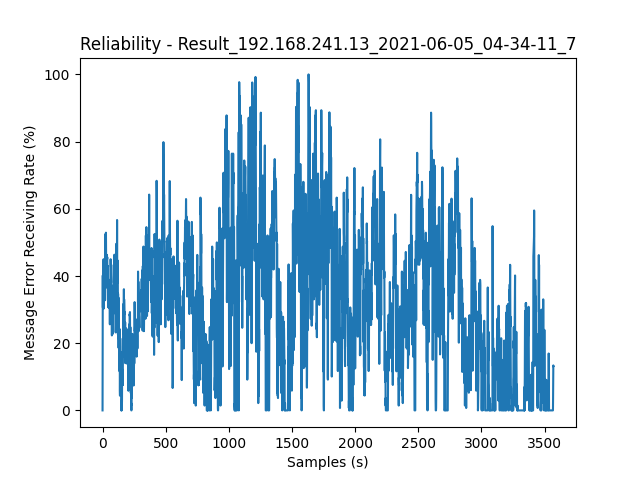 Reliability - Result_192.168.241.13_2021-06-05_04-34-11_7
100
80
60
40
20
0
Message Error Receiving Rate (%)
0 500 1000 1500 2000 2500 3000 3500
Samples (s)